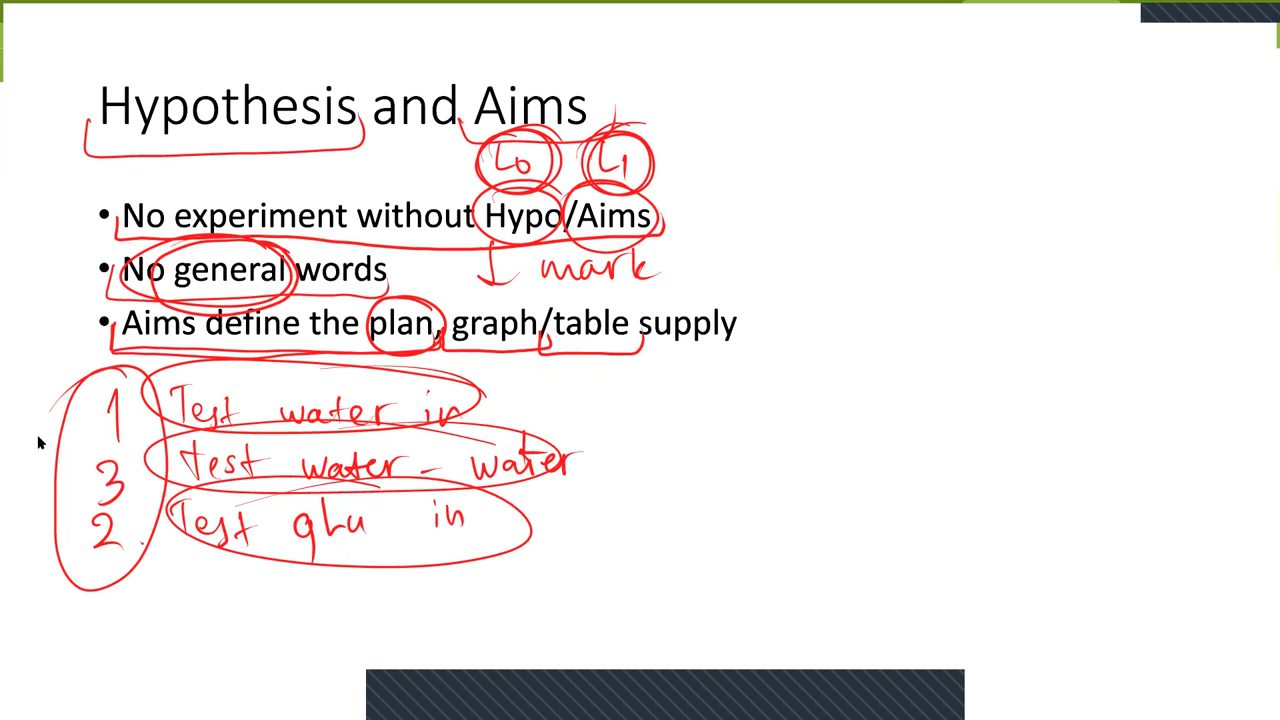 Hypothesis and Aims
L0 L1
• No experiment without Hypo/Aims
• No general words
↓ mark
• Aims define the plan, graph/table supply
1 Test water in
3 test water - water
2 Test glu in